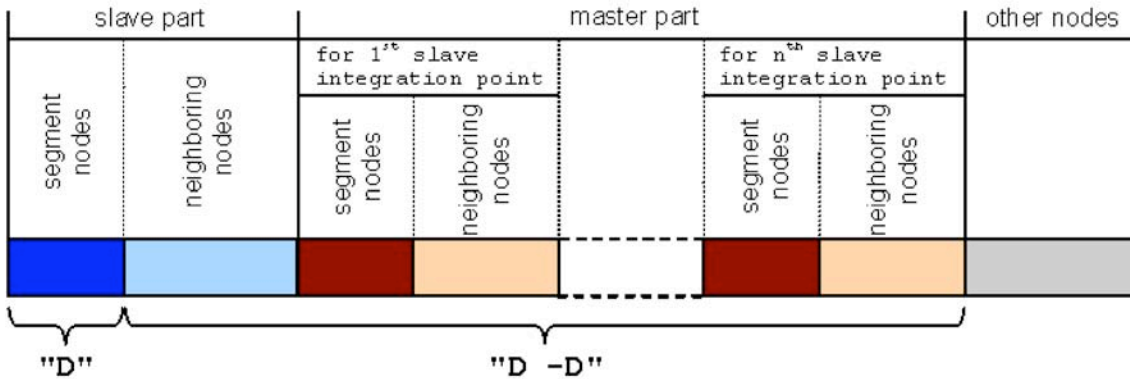 slave part
master part
other nodes
for 1st slave
integration point
for nth slave
integration point
segment
nodes
neighboring
nodes
segment
nodes
neighboring
nodes
segment
nodes
neighboring
nodes
"D"
"D -D"